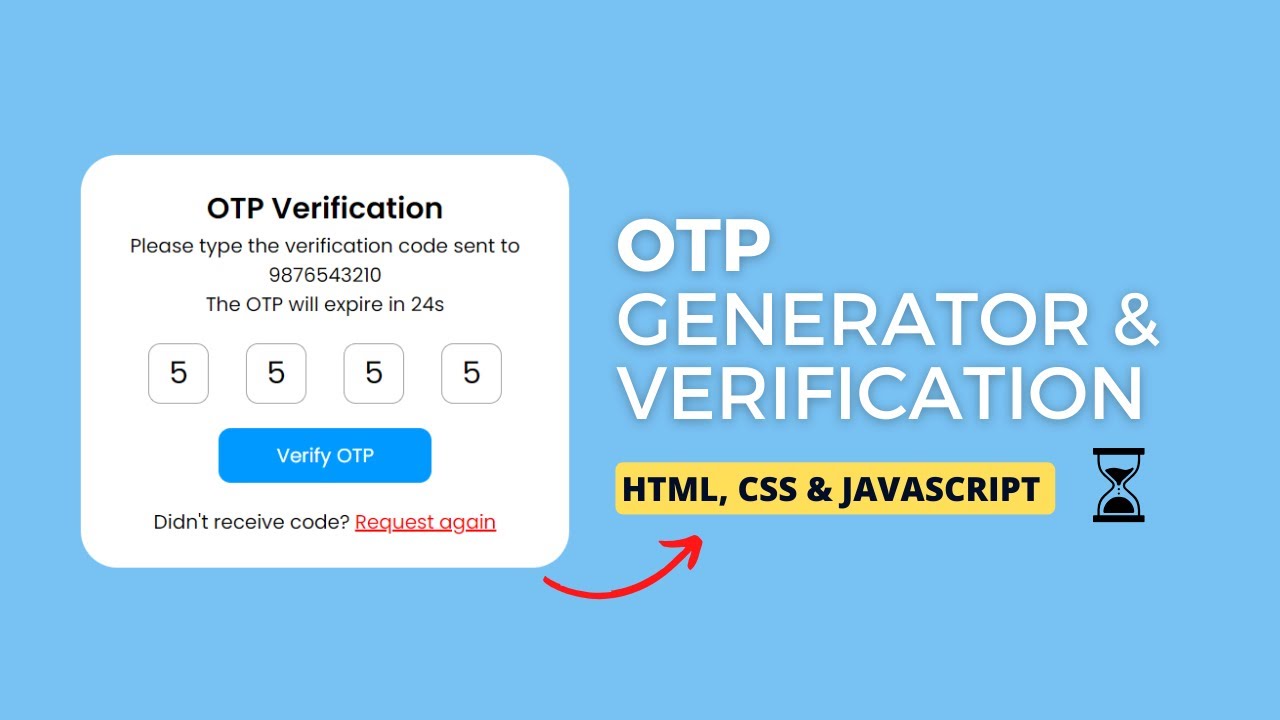 OTP Verification
Please type the verification code sent to
9876543210
The OTP will expire in 24s
5 5 5 5
Verify OTP
Didn't receive code? Request again
OTP
GENERATOR &
VERIFICATION
HTML, CSS & JAVASCRIPT